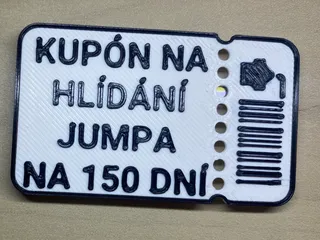 KUPÓN NA
HLÍDÁNÍ
JUMPA
NA 150 DNÍ